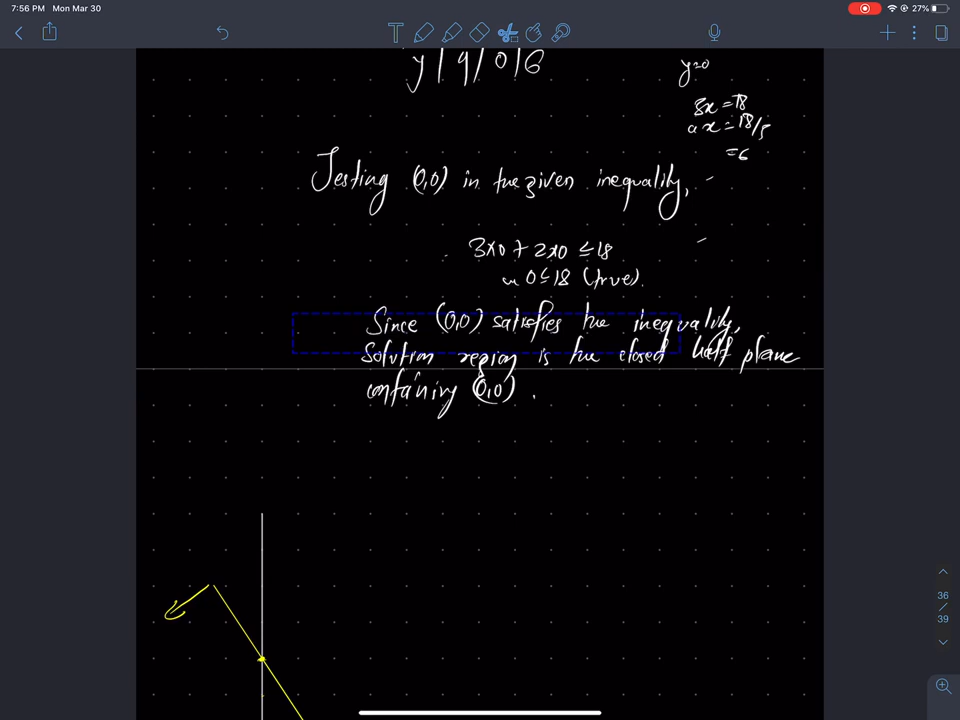 7:56 PM Mon Mar 30
27%
T
y | 9 | 0 | 6
y=0
3x = 18
x = 18/3
= 6
Testing (0,0) in the given inequality,
3×0 + 2×0 ≤ 18
0 ≤ 18 (true).
Since (0,0) satisfies the inequality,
solution region is the closed half plane
containing (0,0).
36
/
39